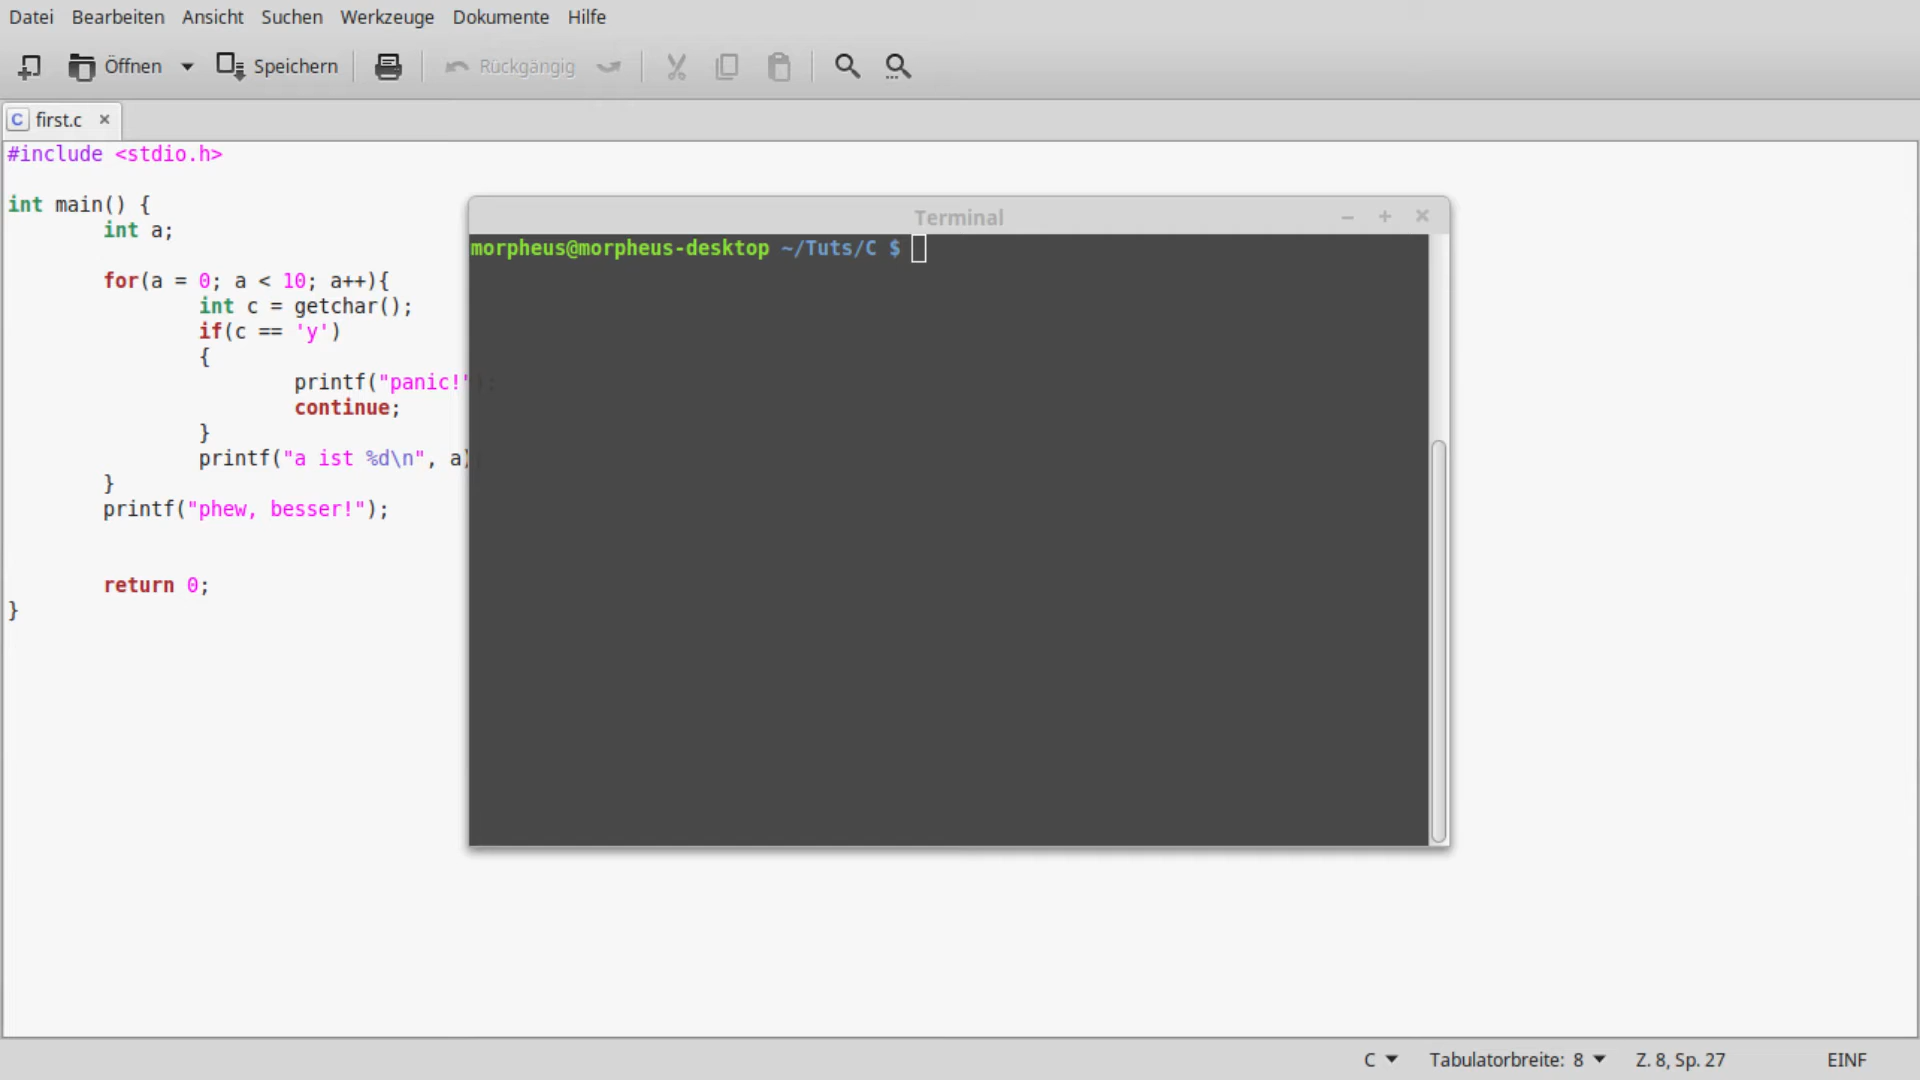 Datei Bearbeiten Ansicht Suchen Werkzeuge Dokumente Hilfe
Öffnen Speichern Rückgängig
C first.c
#include <stdio.h>
int main() {
int a;
for(a = 0; a < 10; a++){
int c = getchar();
if(c == 'y')
{
printf("panic!");
continue;
}
printf("a ist %d\n", a);
}
printf("phew, besser!");
return 0;
}
Terminal
morpheus@morpheus-desktop ~/Tuts/C $
C Tabulatorbreite: 8 Z. 8, Sp. 27 EINF